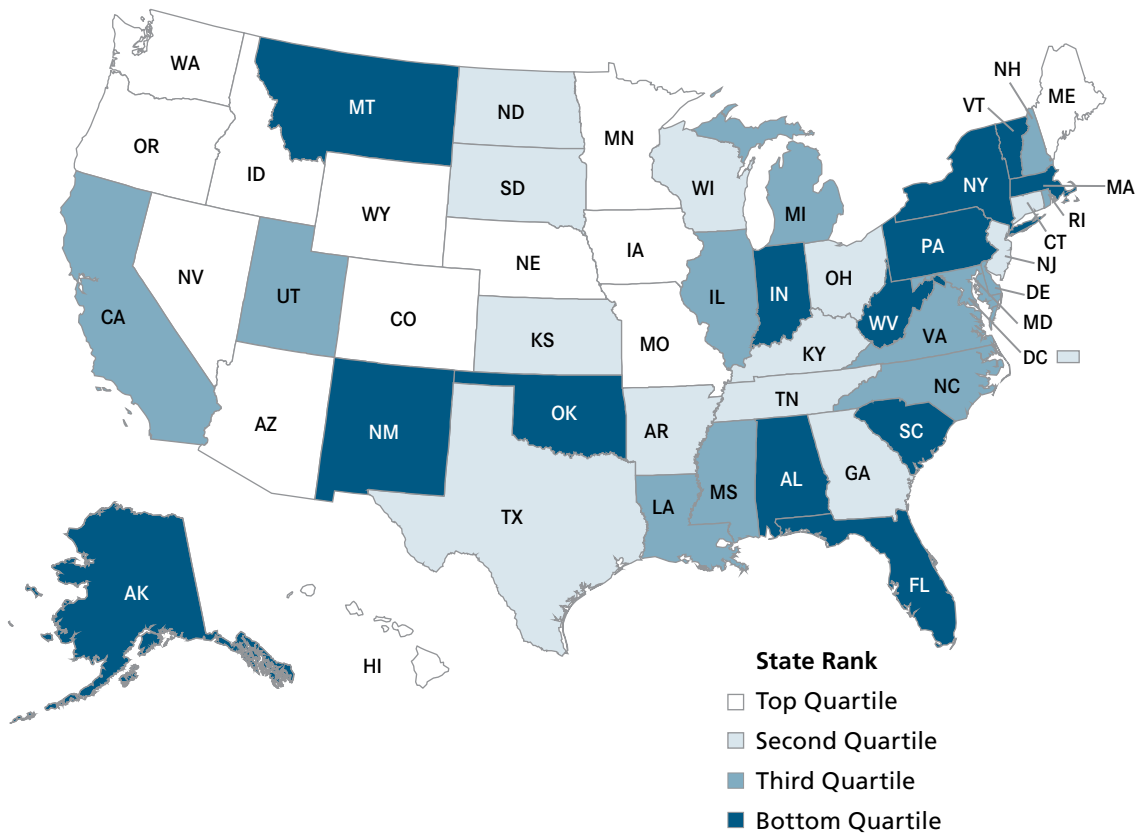 WA
MT
ND
MN
NH
VT
ME
OR
ID
SD
WI
NY
MA
WY
MI
RI
CT
NV
NE
IA
PA
NJ
UT
CO
IL
IN
OH
DE
CA
KS
MO
WV
MD
KY
VA
DC
AZ
NM
OK
AR
TN
NC
TX
LA
MS
AL
GA
SC
AK
FL
HI
State Rank
Top Quartile
Second Quartile
Third Quartile
Bottom Quartile